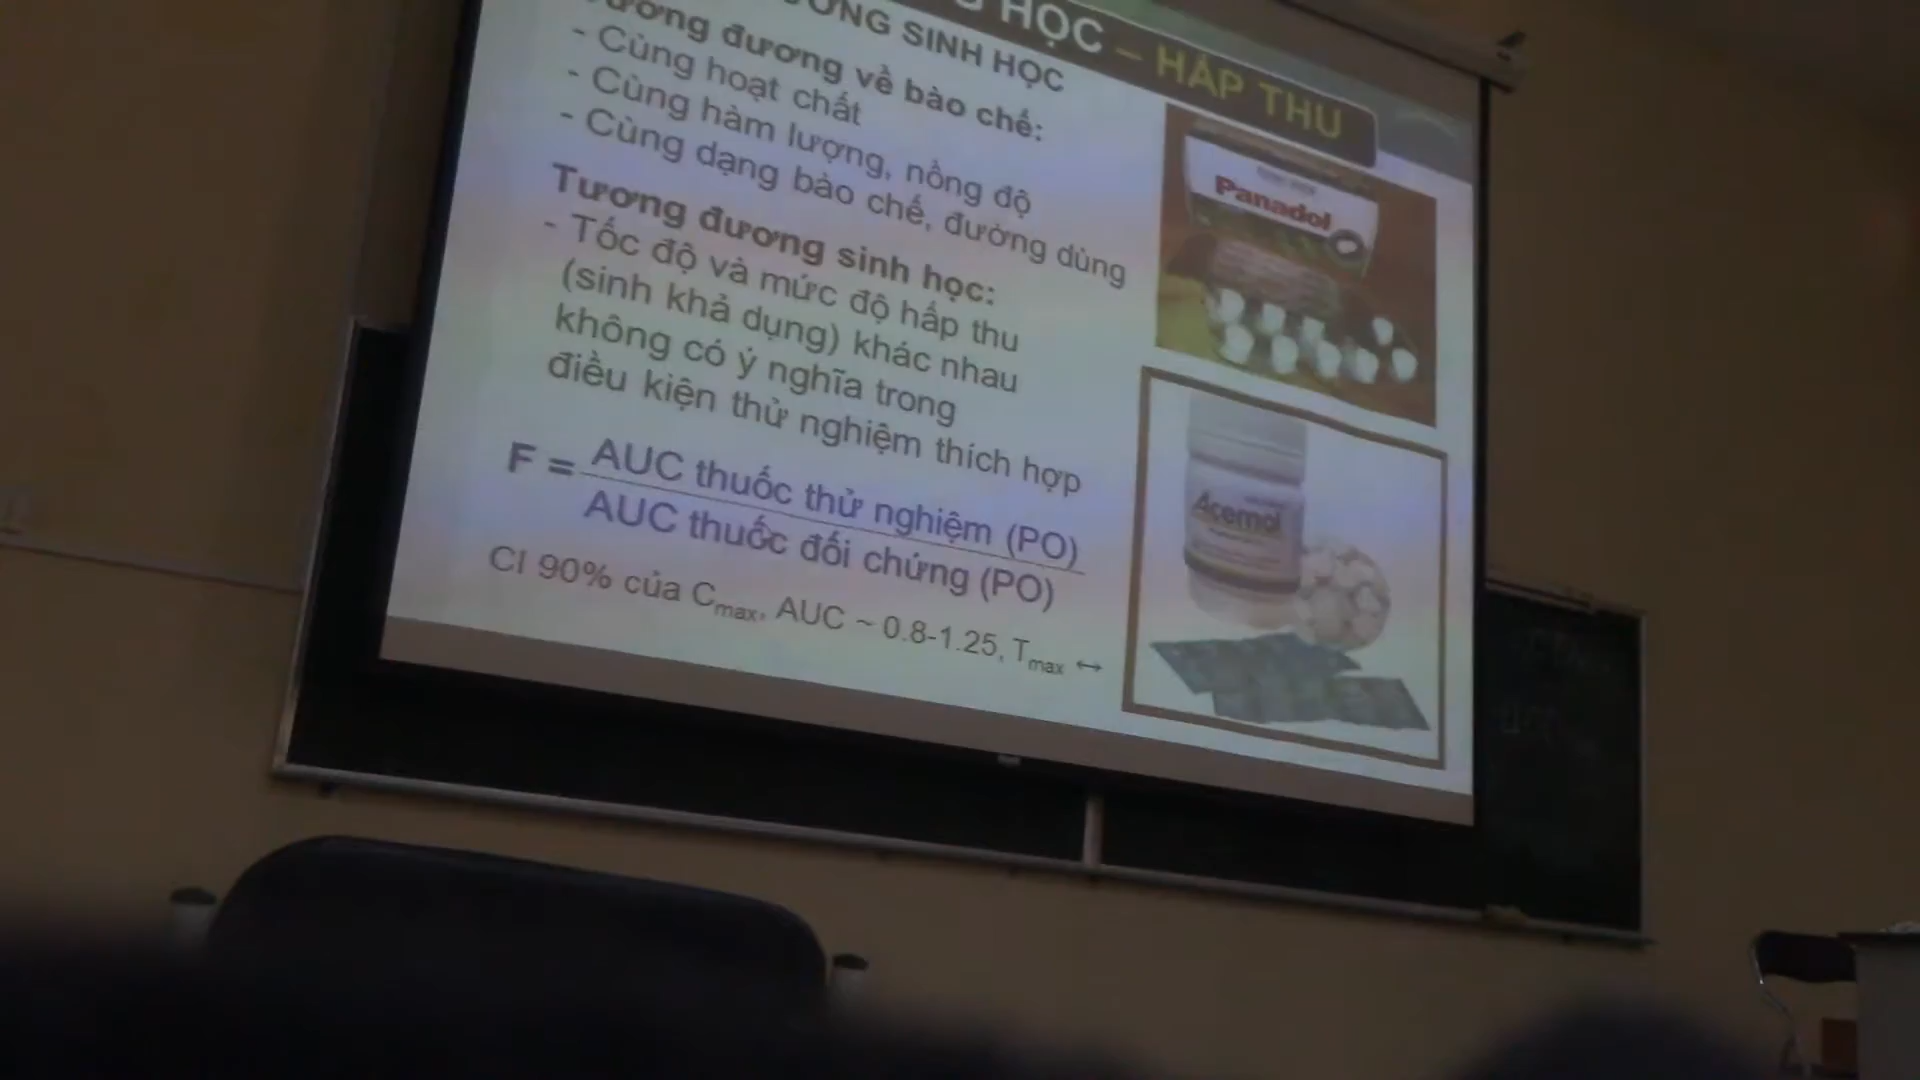 HỌC – HẤP THU
SINH HỌC
đương về bào chế:
- Cùng hoạt chất
- Cùng hàm lượng, nồng độ
- Cùng dạng bào chế, đường dùng
Tương đương sinh học:
- Tốc độ và mức độ hấp thu
(sinh khả dụng) khác nhau
không có ý nghĩa trong
điều kiện thử nghiệm thích hợp
F = AUC thuốc thử nghiệm (PO)
AUC thuốc đối chứng (PO)
CI 90% của Cmax, AUC ~ 0.8-1.25, Tmax ↔
Panadol
Acemol